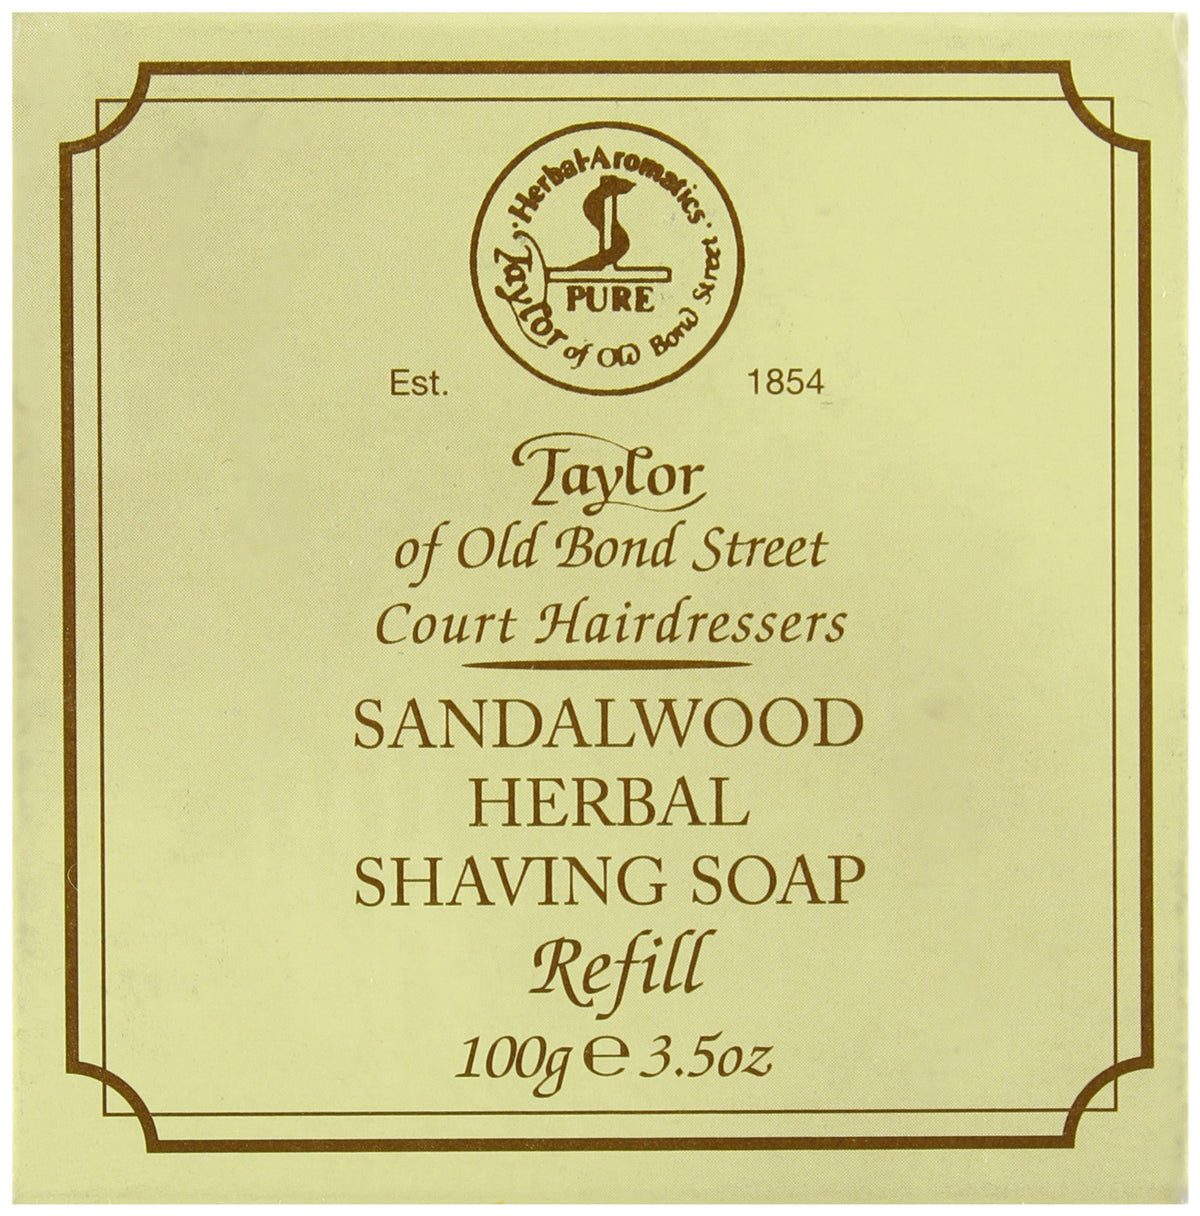 ·Herbal-Aromatics·
PURE
Taylor of Old Bond Street
Est. 1854
Taylor
of Old Bond Street
Court Hairdressers
SANDALWOOD
HERBAL
SHAVING SOAP
Refill
100g ℮ 3.5oz